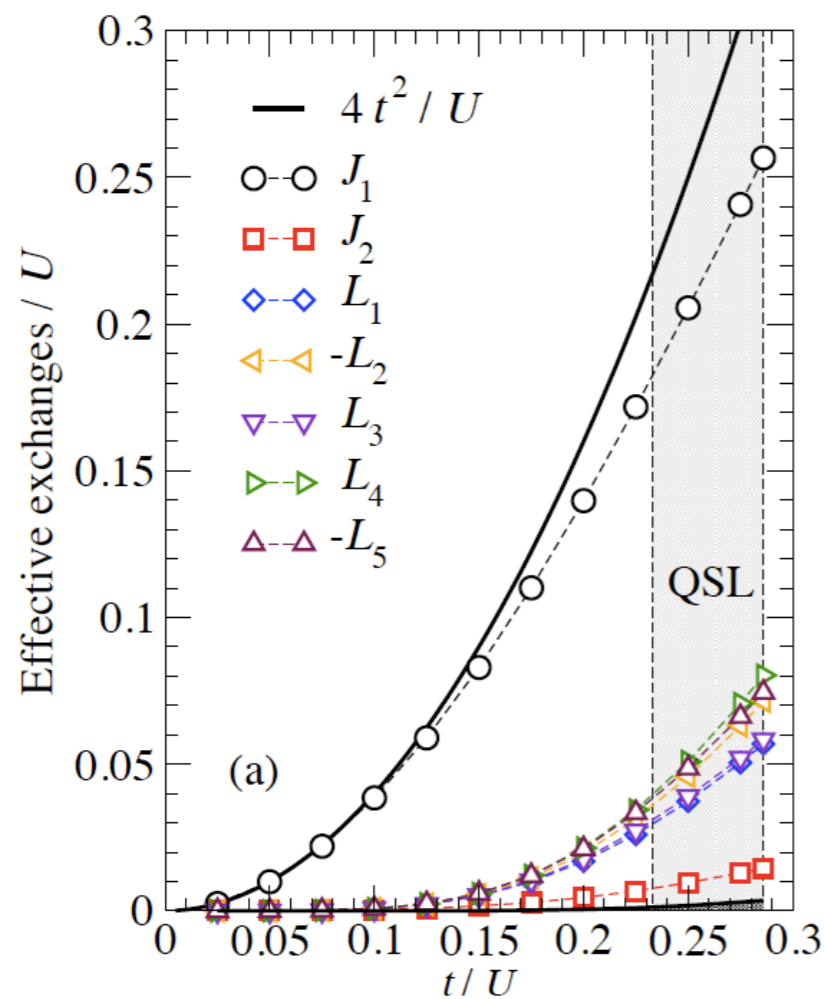 0.3
0.25
0.2
0.15
0.1
0.05
0
Effective exchanges / U
4 t² / U
J₁
J₂
L₁
-L₂
L₃
L₄
-L₅
QSL
(a)
0 0.05 0.1 0.15 0.2 0.25 0.3
t / U